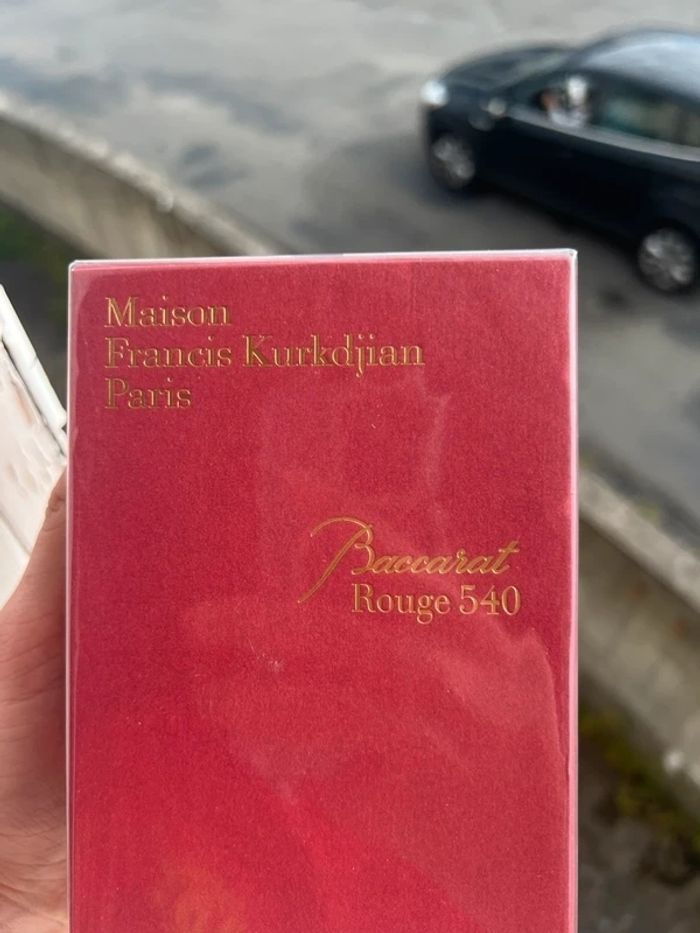 Maison
Francis Kurkdjian
Paris
Baccarat
Rouge 540